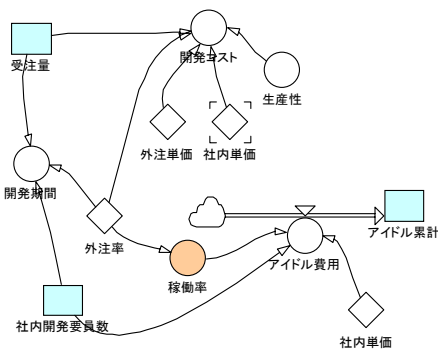 開発コスト
受注量
生産性
外注単価
社内単価
開発期間
アイドル累計
外注率
アイドル費用
稼働率
社内開発要員数
社内単価